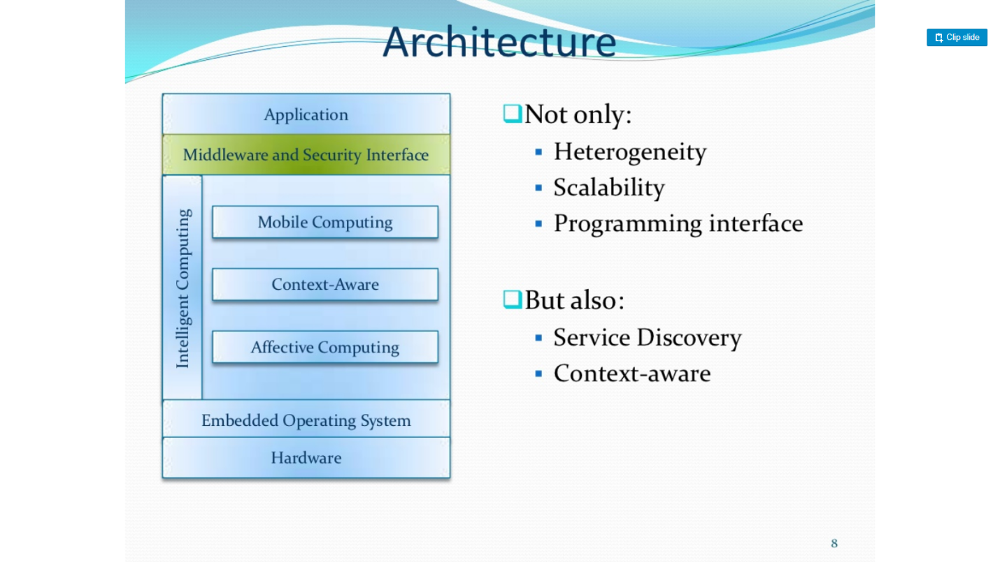 Architecture
Clip slide
Application
Middleware and Security Interface
Intelligent Computing
Mobile Computing
Context-Aware
Affective Computing
Embedded Operating System
Hardware
Not only:
Heterogeneity
Scalability
Programming interface
But also:
Service Discovery
Context-aware
8